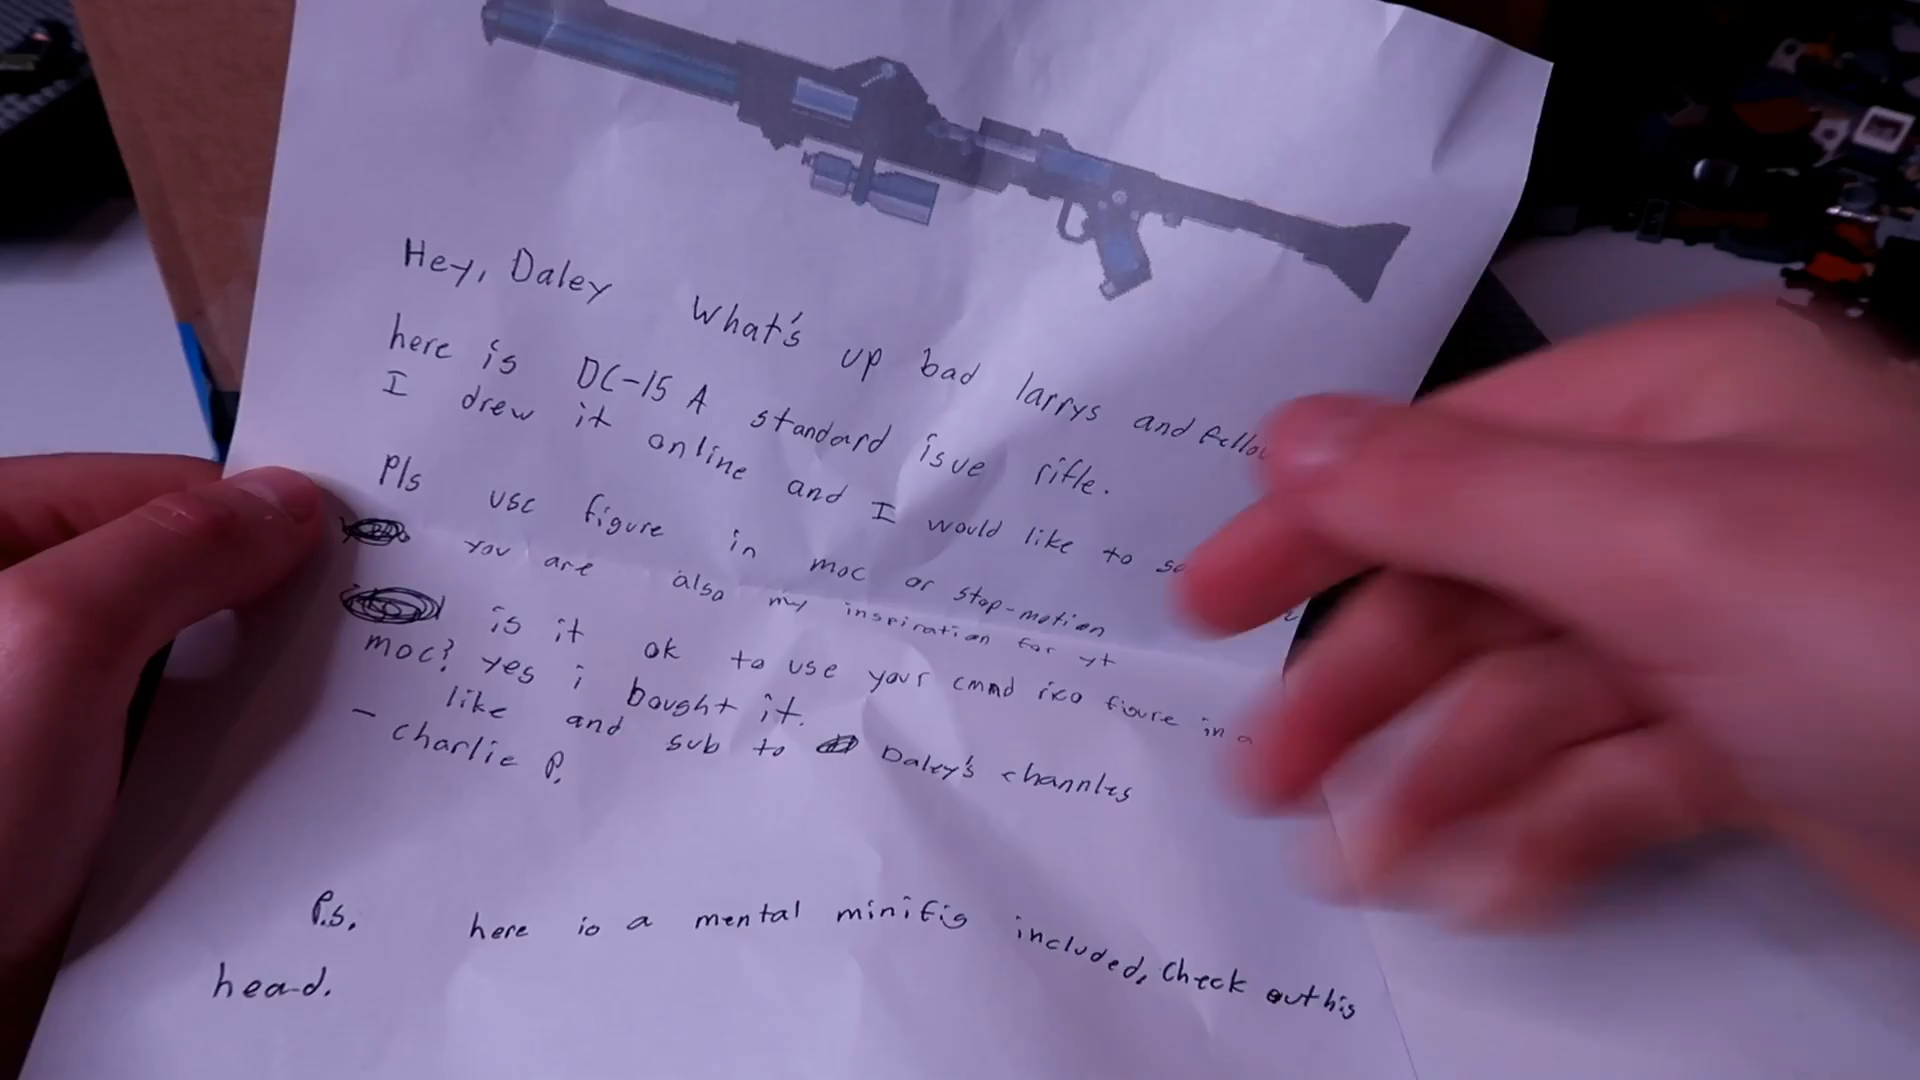 Hey, Daley What's up bad larrys and
here is DC-15 A standard isue rifle.
I drew it online and I would like to
Pls use figure in moc or stop-motion
you are also my inspiration for yt
is it ok to use your cmnd rico figure in a
moc? yes i bought it.
like and sub to Daley's channles
- charlie P.
P.s. here is a mental minifig included, Check out his
head.